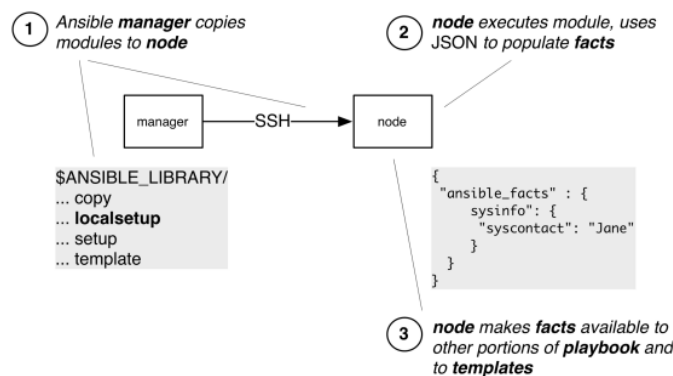 1
Ansible manager copies
modules to node
2
node executes module, uses
JSON to populate facts
manager
SSH
node
$ANSIBLE_LIBRARY/
... copy
... localsetup
... setup
... template
{
"ansible_facts" : {
sysinfo": {
"syscontact": "Jane"
}
}
}
3
node makes facts available to
other portions of playbook and
to templates